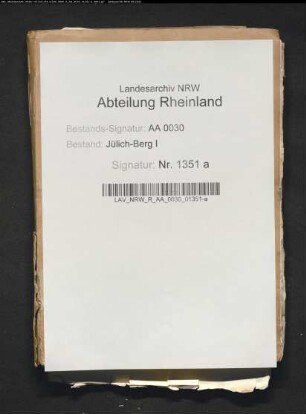 Landesarchiv NRW
Abteilung Rheinland
Bestands-Signatur: AA 0030
Bestand: Jülich-Berg I
Signatur: Nr. 1351 a
LAV_NRW_R_AA_0030_01351-a